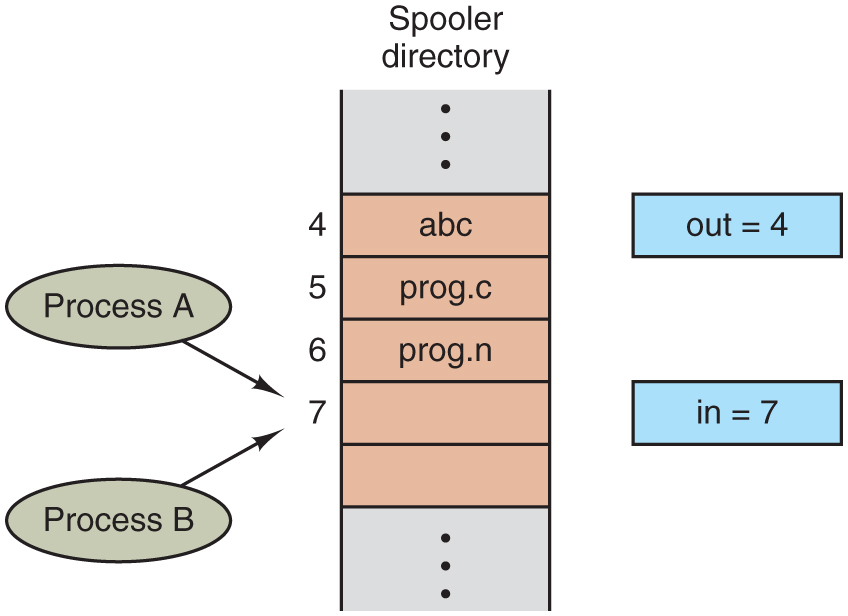 Spooler
directory
4
abc
out = 4
5
prog.c
Process A
6
prog.n
7
in = 7
Process B